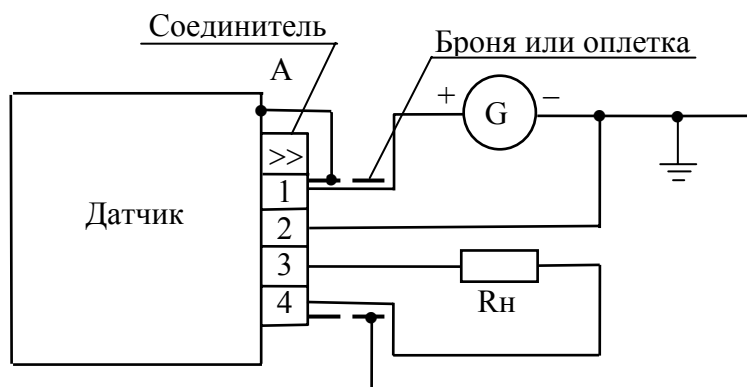 Соединитель
Броня или оплетка
А
+ G −
>>
1
Датчик
2
3
4
Rн